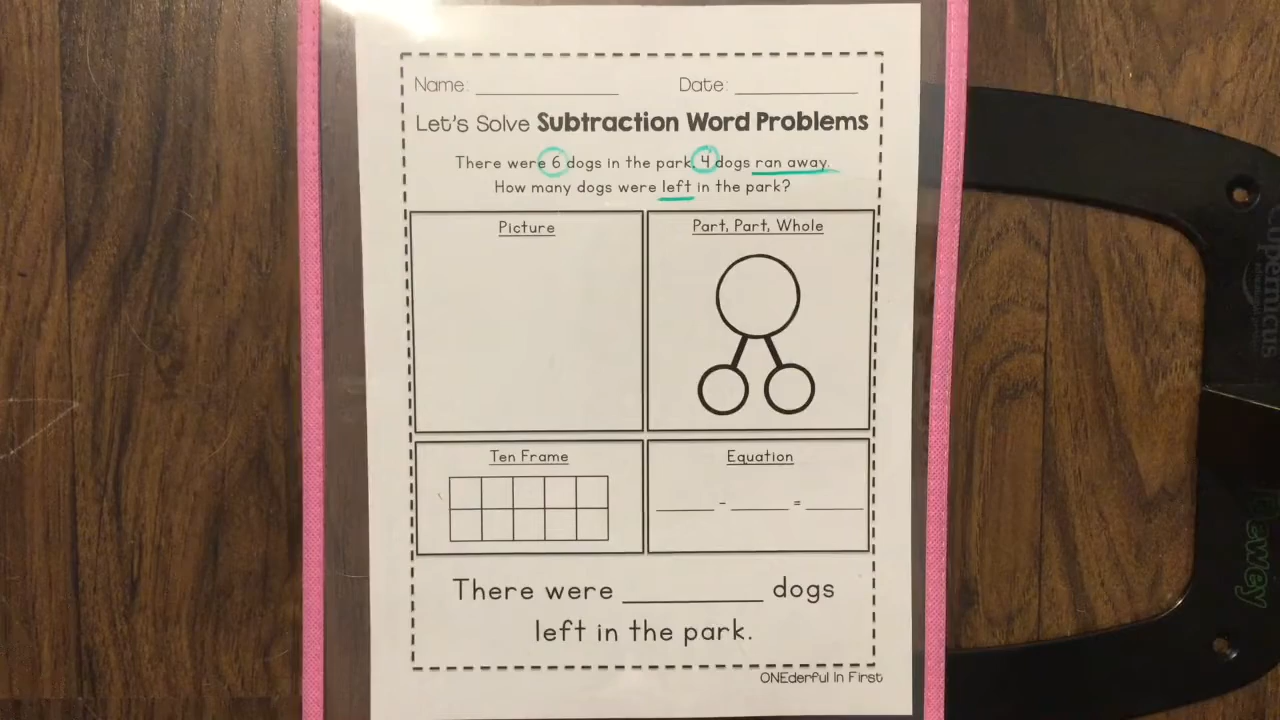 Name: Date:
Let's Solve Subtraction Word Problems
There were 6 dogs in the park. 4 dogs ran away.
How many dogs were left in the park?
Picture
Part, Part, Whole
Ten Frame
Equation
- =
There were dogs
left in the park.
ONEderful in First
Copernicus